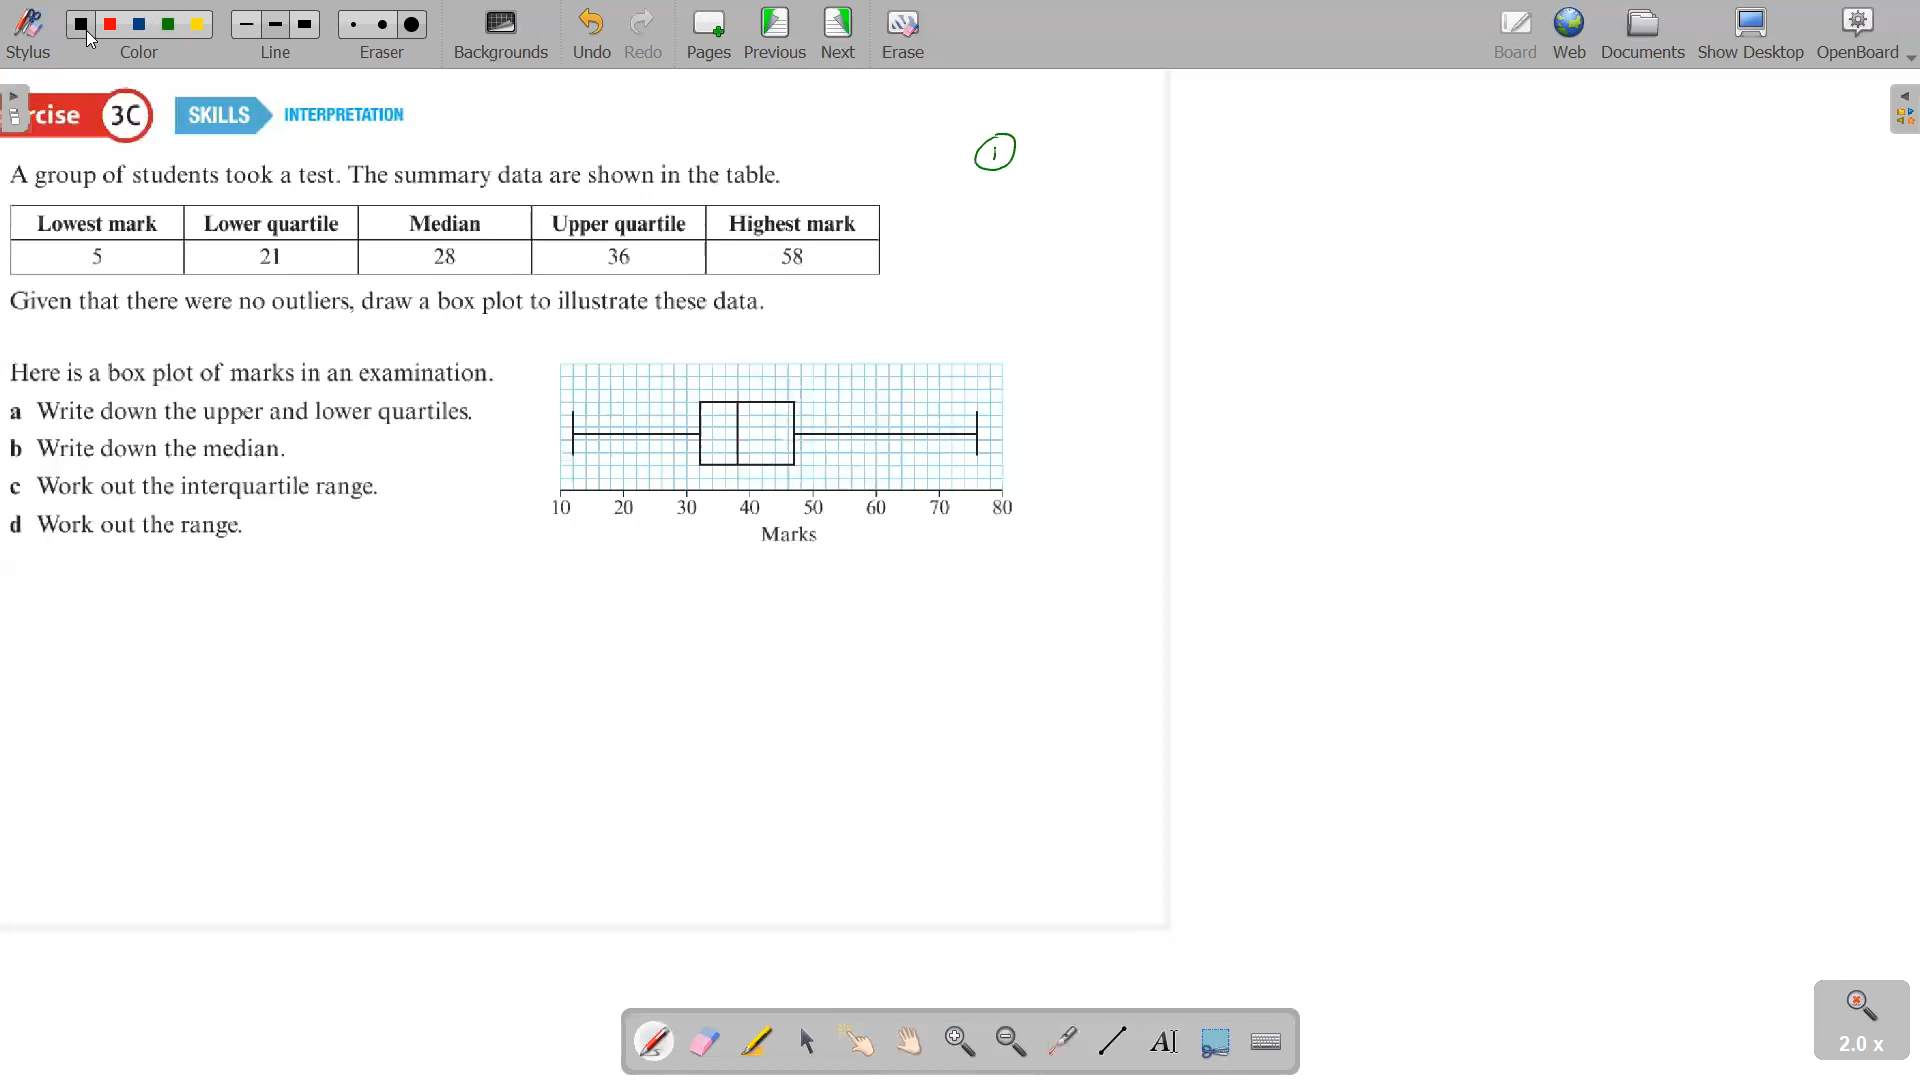 Stylus Color Line Eraser Backgrounds Undo Redo Pages Previous Next Erase Board Web Documents Show Desktop OpenBoard
rcise 3C SKILLS INTERPRETATION
1
A group of students took a test. The summary data are shown in the table.
Lowest mark Lower quartile Median Upper quartile Highest mark
5 21 28 36 58
Given that there were no outliers, draw a box plot to illustrate these data.
Here is a box plot of marks in an examination.
a Write down the upper and lower quartiles.
b Write down the median.
c Work out the interquartile range.
d Work out the range.
10 20 30 40 50 60 70 80
Marks
AI
2.0 x